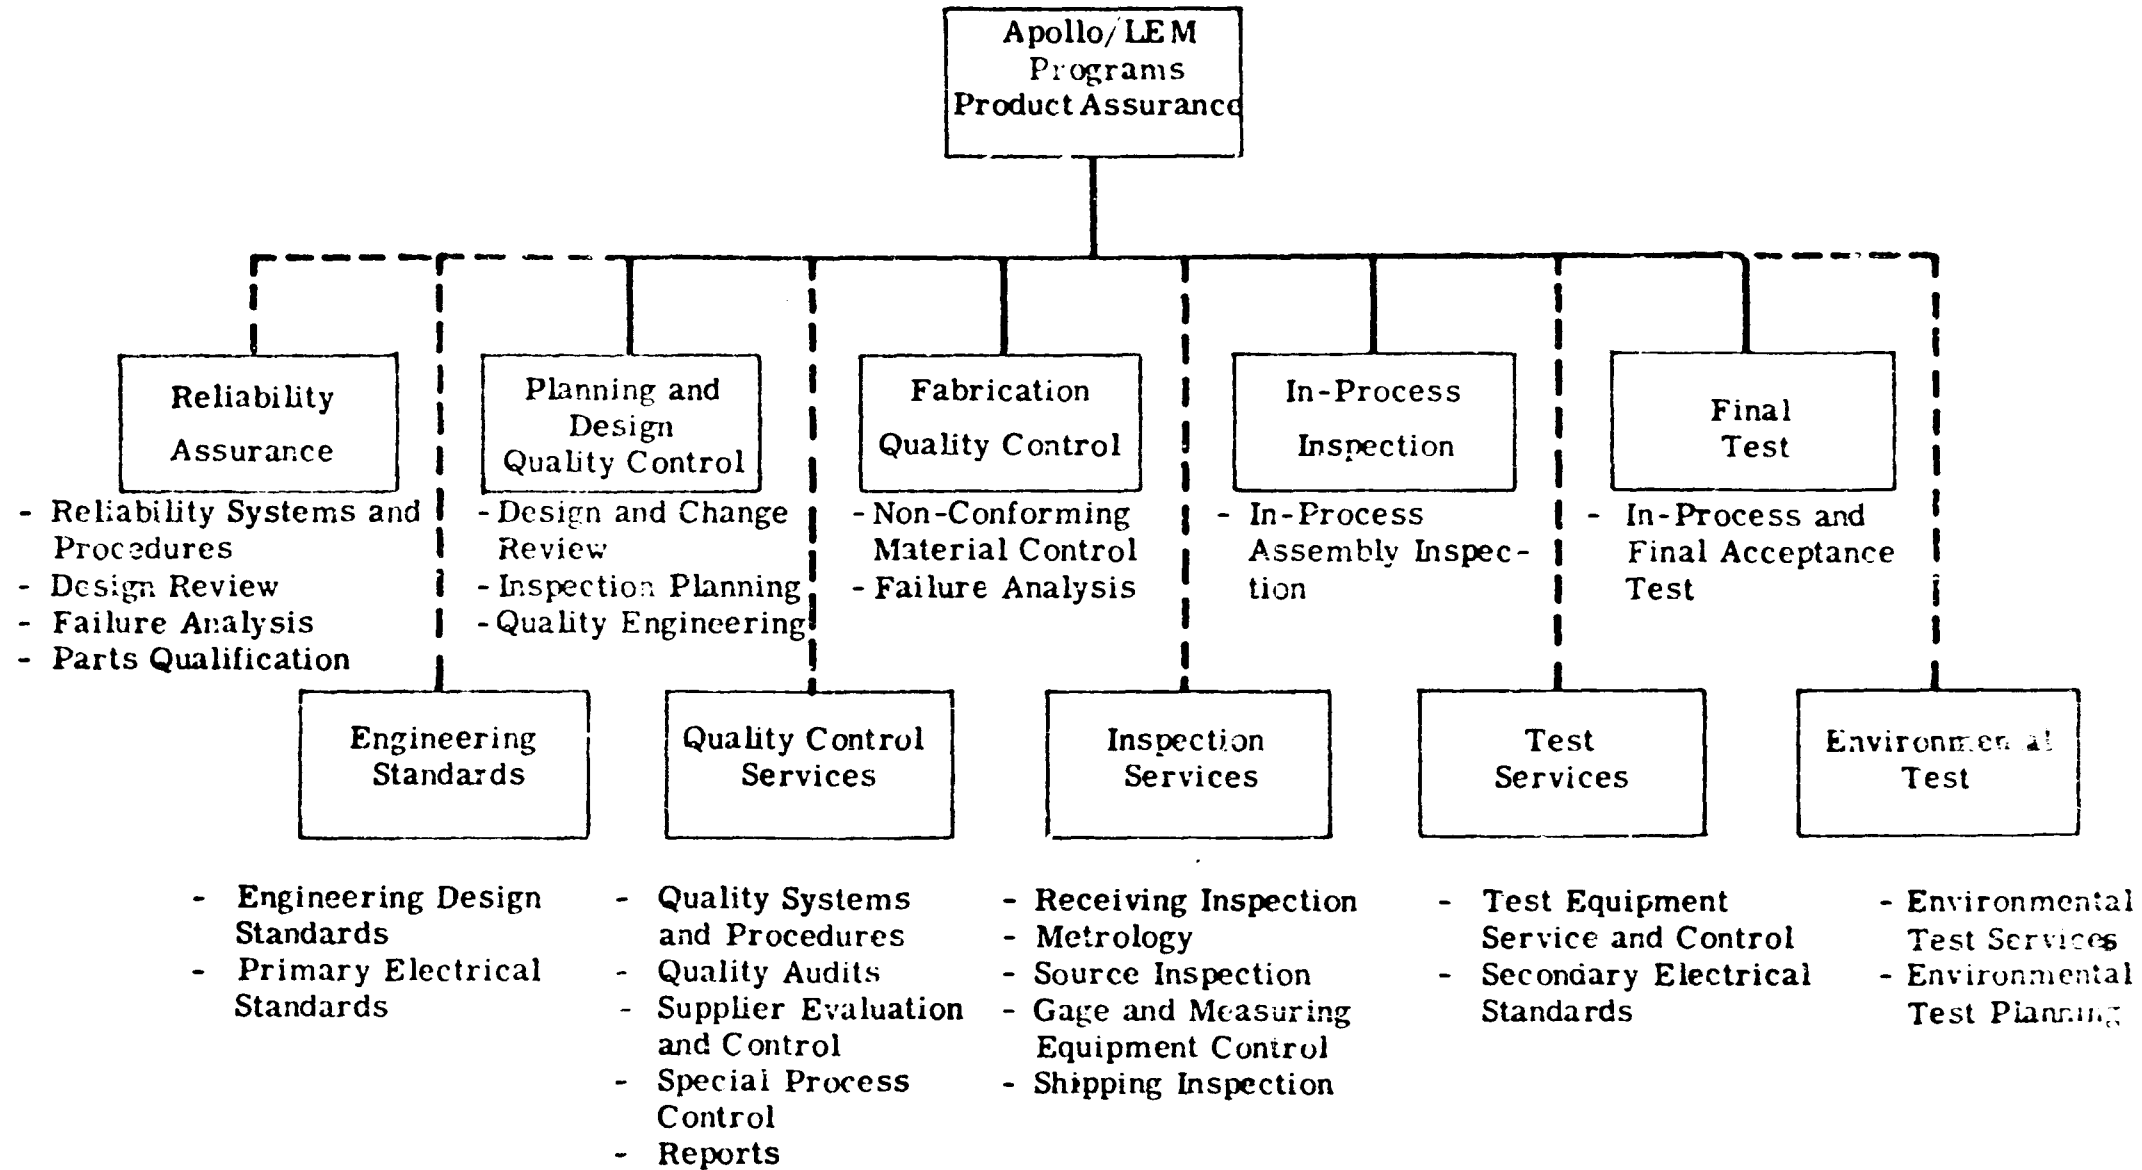 Apollo/LEM
Programs
Product Assurance
Reliability
Assurance
- Reliability Systems and
Procedures
- Design Review
- Failure Analysis
- Parts Qualification
Planning and
Design
Quality Control
- Design and Change
Review
- Inspection Planning
- Quality Engineering
Fabrication
Quality Control
- Non-Conforming
Material Control
- Failure Analysis
In-Process
Inspection
- In-Process
Assembly Inspec-
tion
Final
Test
- In-Process and
Final Acceptance
Test
Engineering
Standards
- Engineering Design
Standards
- Primary Electrical
Standards
Quality Control
Services
- Quality Systems
and Procedures
- Quality Audits
- Supplier Evaluation
and Control
- Special Process
Control
- Reports
Inspection
Services
- Receiving Inspection
- Metrology
- Source Inspection
- Gage and Measuring
Equipment Control
- Shipping Inspection
Test
Services
- Test Equipment
Service and Control
- Secondary Electrical
Standards
Environmental
Test
- Environmental
Test Services
- Environmental
Test Planning